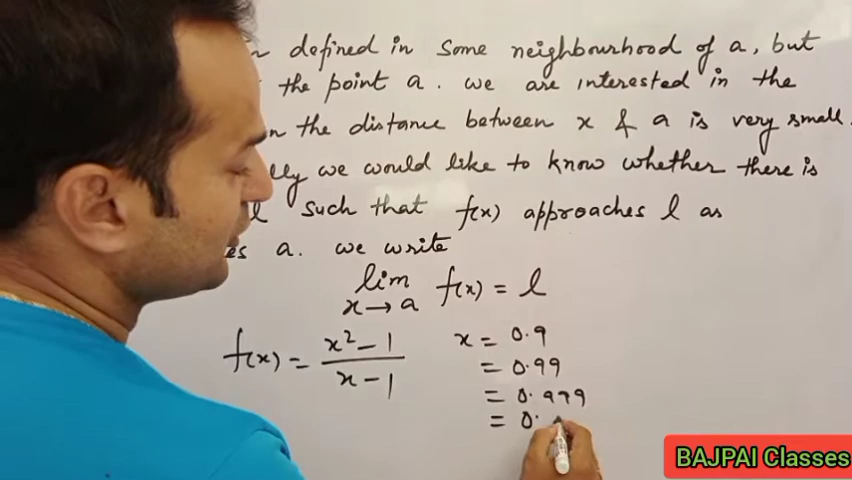 defined in some neighbourhood of a, but
the point a. we are interested in the
the distance between x & a is very small.
we would like to know whether there is
l such that f(x) approaches l as
a. we write
lim f(x) = l
x → a
f(x) = x² - 1 / x - 1
x = 0.9
= 0.99
= 0.999
= 0.
BAJPAI Classes